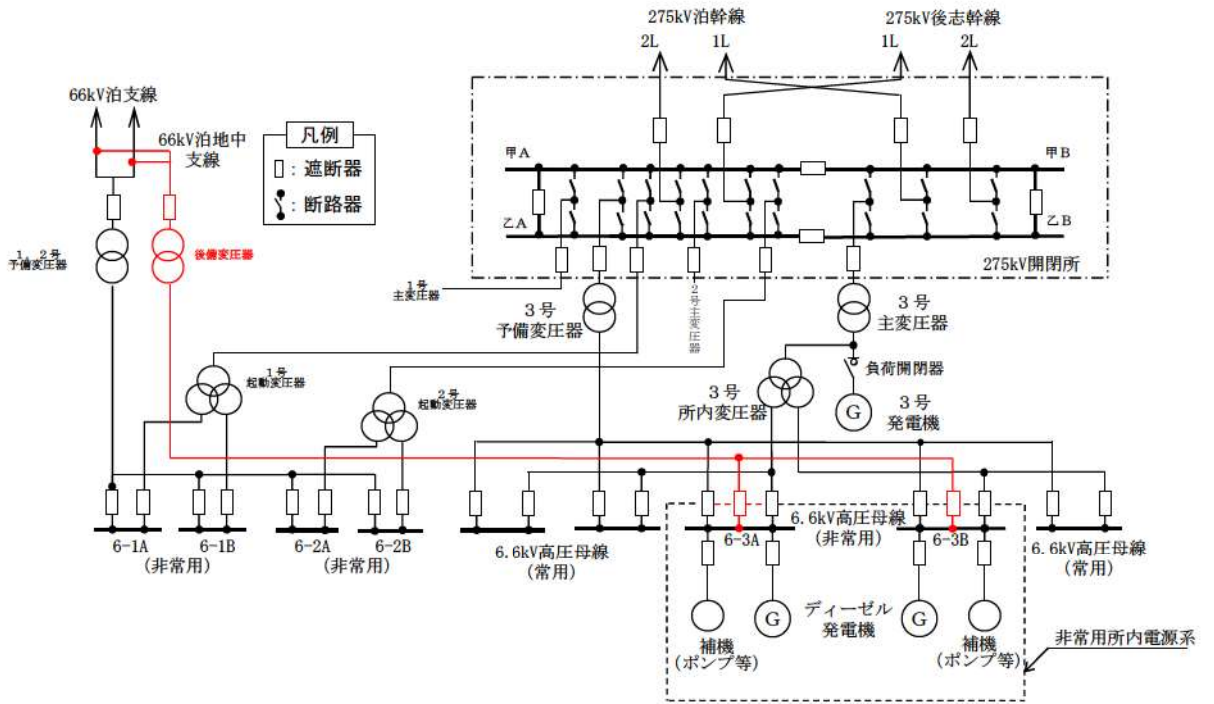 275kV泊幹線
275kV後志幹線
2L
1L
1L
2L
66kV泊支線
66kV泊地中
支線
凡例
：遮断器
：断路器
甲A
甲B
乙A
乙B
275kV開閉所
1，2号
予備変圧器
後備変圧器
1号
主変圧器
3号
予備変圧器
2号主変圧器
3号
主変圧器
負荷開閉器
G
3号
発電機
1号
起動変圧器
2号
起動変圧器
3号
所内変圧器
6-1A
6-1B
(非常用)
6-2A
6-2B
(非常用)
6.6kV高圧母線
(常用)
6-3A
6.6kV高圧母線
(非常用)
6-3B
6.6kV高圧母線
(常用)
補機
(ポンプ等)
G
ディーゼル
発電機
G
補機
(ポンプ等)
非常用所内電源系